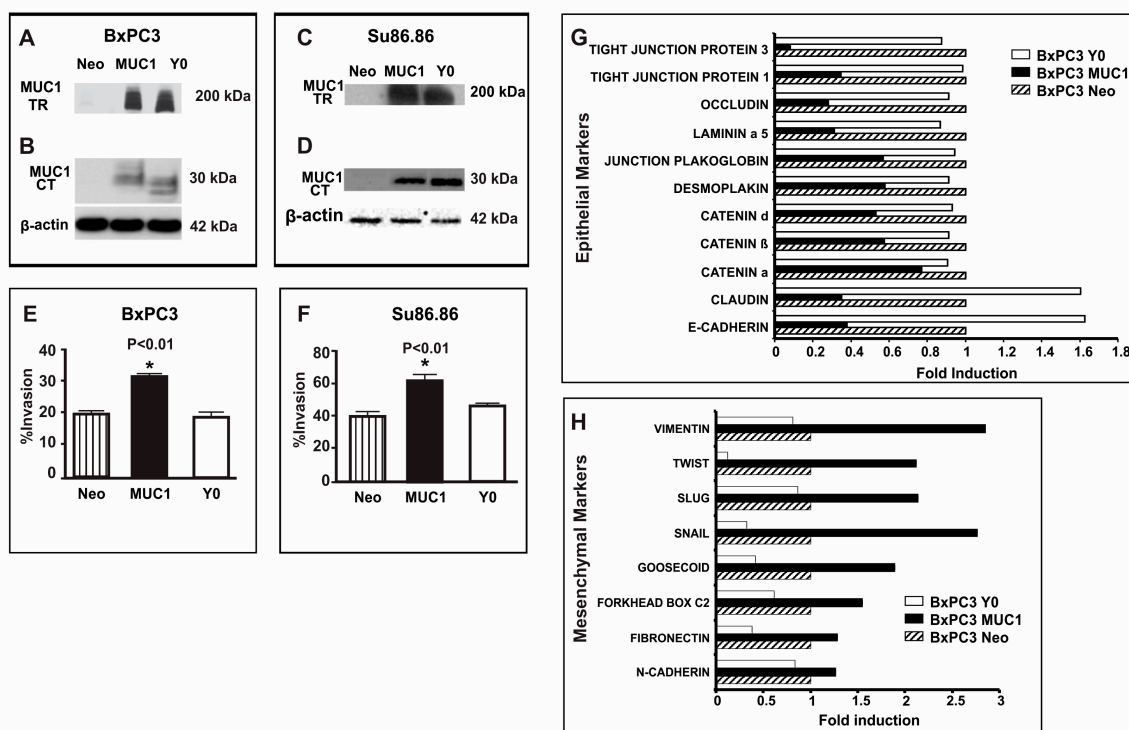 A
BxPC3
Neo MUC1 Y0
MUC1
TR
200 kDa
B
MUC1
CT
30 kDa
β-actin
42 kDa
C
Su86.86
Neo MUC1 Y0
MUC1
TR
200 kDa
D
MUC1
CT
30 kDa
β-actin
42 kDa
E
BxPC3
P<0.01
*
%Invasion
40
30
20
10
0
Neo MUC1 Y0
F
Su86.86
P<0.01
*
%Invasion
80
60
40
20
0
Neo MUC1 Y0
G
Epithelial Markers
TIGHT JUNCTION PROTEIN 3
TIGHT JUNCTION PROTEIN 1
OCCLUDIN
LAMININ a 5
JUNCTION PLAKOGLOBIN
DESMOPLAKIN
CATENIN d
CATENIN ß
CATENIN a
CLAUDIN
E-CADHERIN
0 0.2 0.4 0.6 0.8 1 1.2 1.4 1.6 1.8
Fold Induction
BxPC3 Y0
BxPC3 MUC1
BxPC3 Neo
H
Mesenchymal Markers
VIMENTIN
TWIST
SLUG
SNAIL
GOOSECOID
FORKHEAD BOX C2
FIBRONECTIN
N-CADHERIN
0 0.5 1 1.5 2 2.5 3
Fold induction
BxPC3 Y0
BxPC3 MUC1
BxPC3 Neo